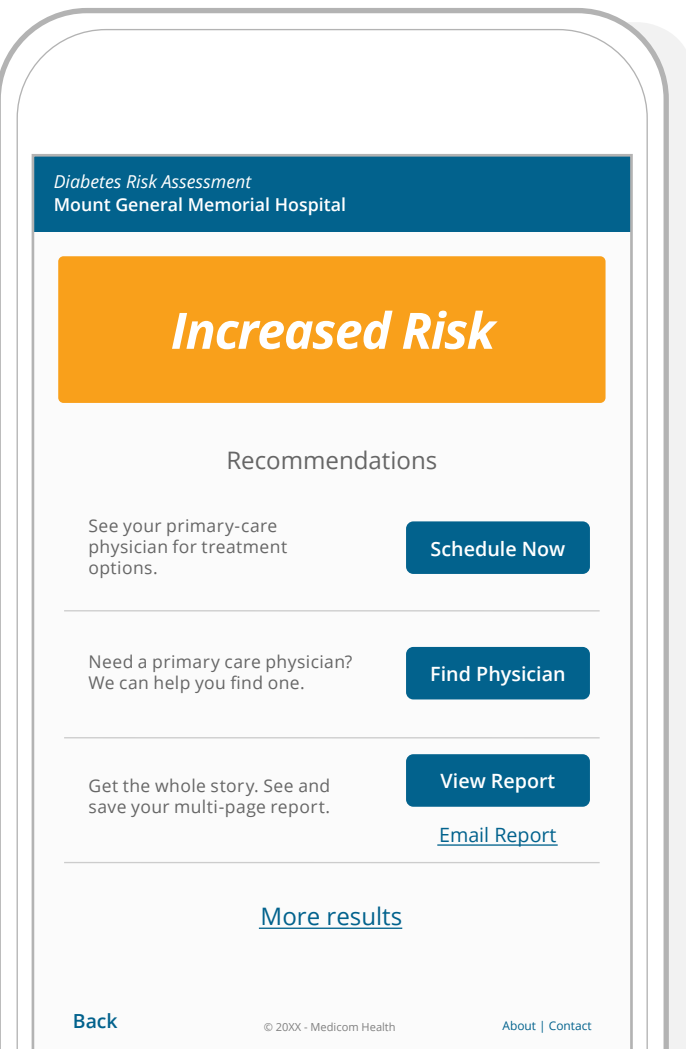 Diabetes Risk Assessment
Mount General Memorial Hospital
Increased Risk
Recommendations
See your primary-care
physician for treatment
options.
Schedule Now
Need a primary care physician?
We can help you find one.
Find Physician
Get the whole story. See and
save your multi-page report.
View Report
Email Report
More results
Back
© 20XX - Medicom Health
About | Contact